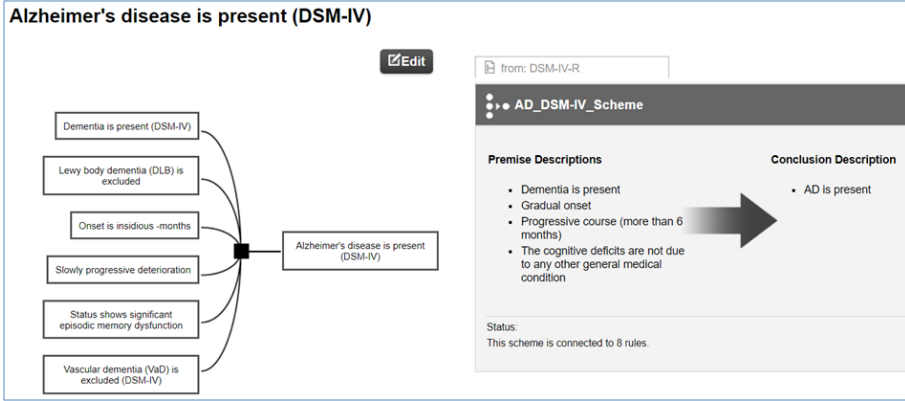 Alzheimer's disease is present (DSM-IV)
Edit
Dementia is present (DSM-IV)
Lewy body dementia (DLB) is
excluded
Onset is insidious -months
Slowly progressive deterioration
Status shows significant
episodic memory dysfunction
Vascular dementia (VaD) is
excluded (DSM-IV)
Alzheimer's disease is present
(DSM-IV)
from: DSM-IV-R
AD_DSM-IV_Scheme
Premise Descriptions
Dementia is present
Gradual onset
Progressive course (more than 6
months)
The cognitive deficits are not due
to any other general medical
condition
Conclusion Description
AD is present
Status:
This scheme is connected to 8 rules.